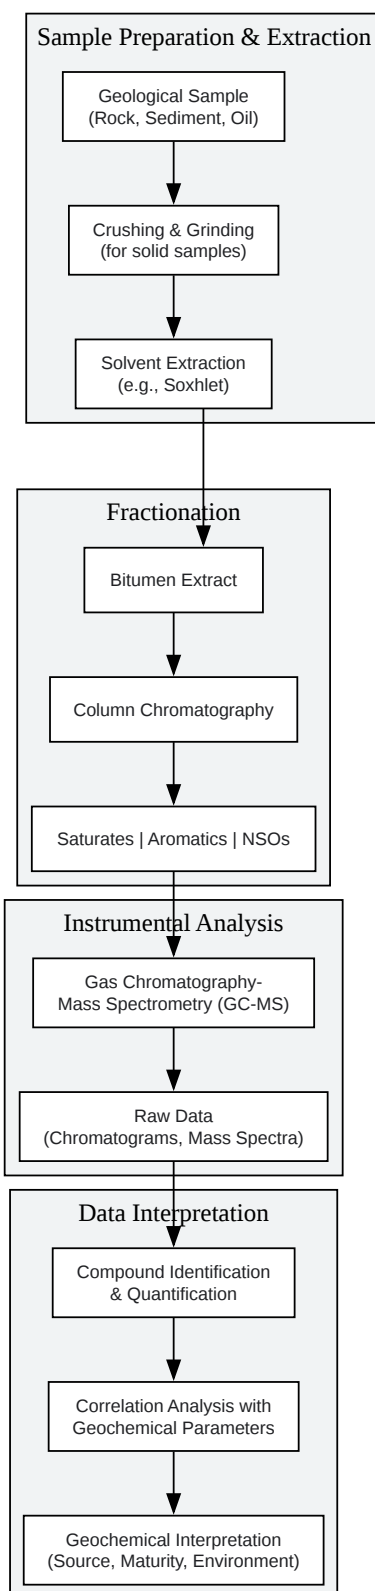 Sample Preparation & Extraction
Geological Sample
(Rock, Sediment, Oil)
Crushing & Grinding
(for solid samples)
Solvent Extraction
(e.g., Soxhlet)
Fractionation
Bitumen Extract
Column Chromatography
Saturates | Aromatics | NSOs
Instrumental Analysis
Gas Chromatography-
Mass Spectrometry (GC-MS)
Raw Data
(Chromatograms, Mass Spectra)
Data Interpretation
Compound Identification
& Quantification
Correlation Analysis with
Geochemical Parameters
Geochemical Interpretation
(Source, Maturity, Environment)